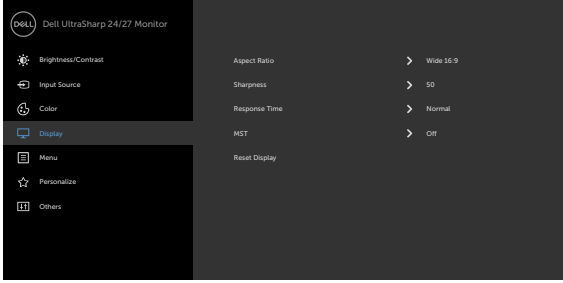 DELL
Dell UltraSharp 24/27 Monitor
Brightness/Contrast
Input Source
Color
Display
Menu
Personalize
Others
Aspect Ratio Wide 16:9
Sharpness 50
Response Time Normal
MST Off
Reset Display